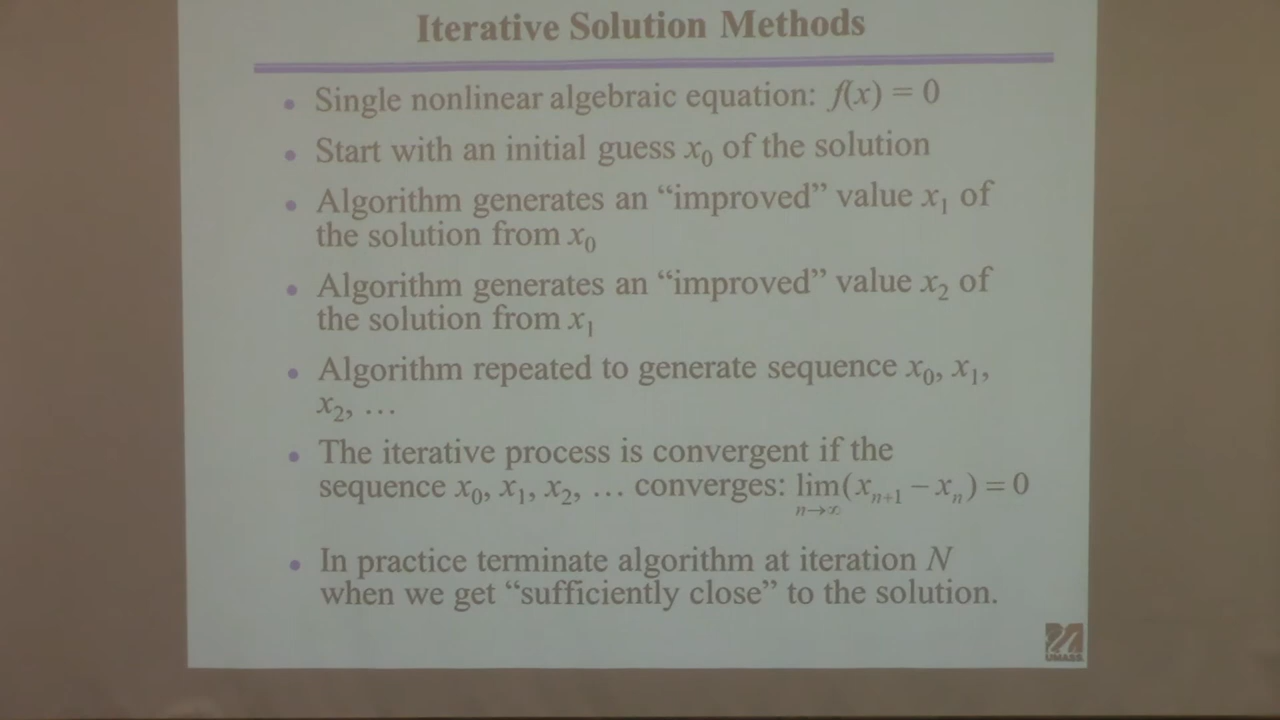 Iterative Solution Methods
• Single nonlinear algebraic equation: f(x) = 0
• Start with an initial guess x₀ of the solution
• Algorithm generates an “improved” value x₁ of
the solution from x₀
• Algorithm generates an “improved” value x₂ of
the solution from x₁
• Algorithm repeated to generate sequence x₀, x₁,
x₂, …
• The iterative process is convergent if the
sequence x₀, x₁, x₂, … converges: lim(xₙ₊₁ − xₙ) = 0
n→∞
• In practice terminate algorithm at iteration N
when we get “sufficiently close” to the solution.
UMASS